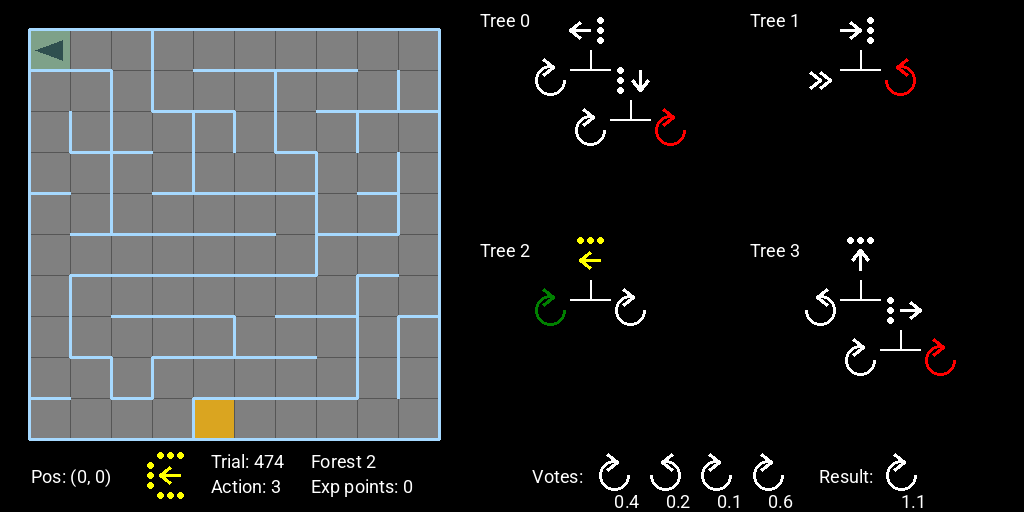 Tree 0
Tree 1
Tree 2
Tree 3
Pos: (0, 0)
Trial: 474
Forest 2
Action: 3
Exp points: 0
Votes:
0.4
0.2
0.1
0.6
Result:
1.1